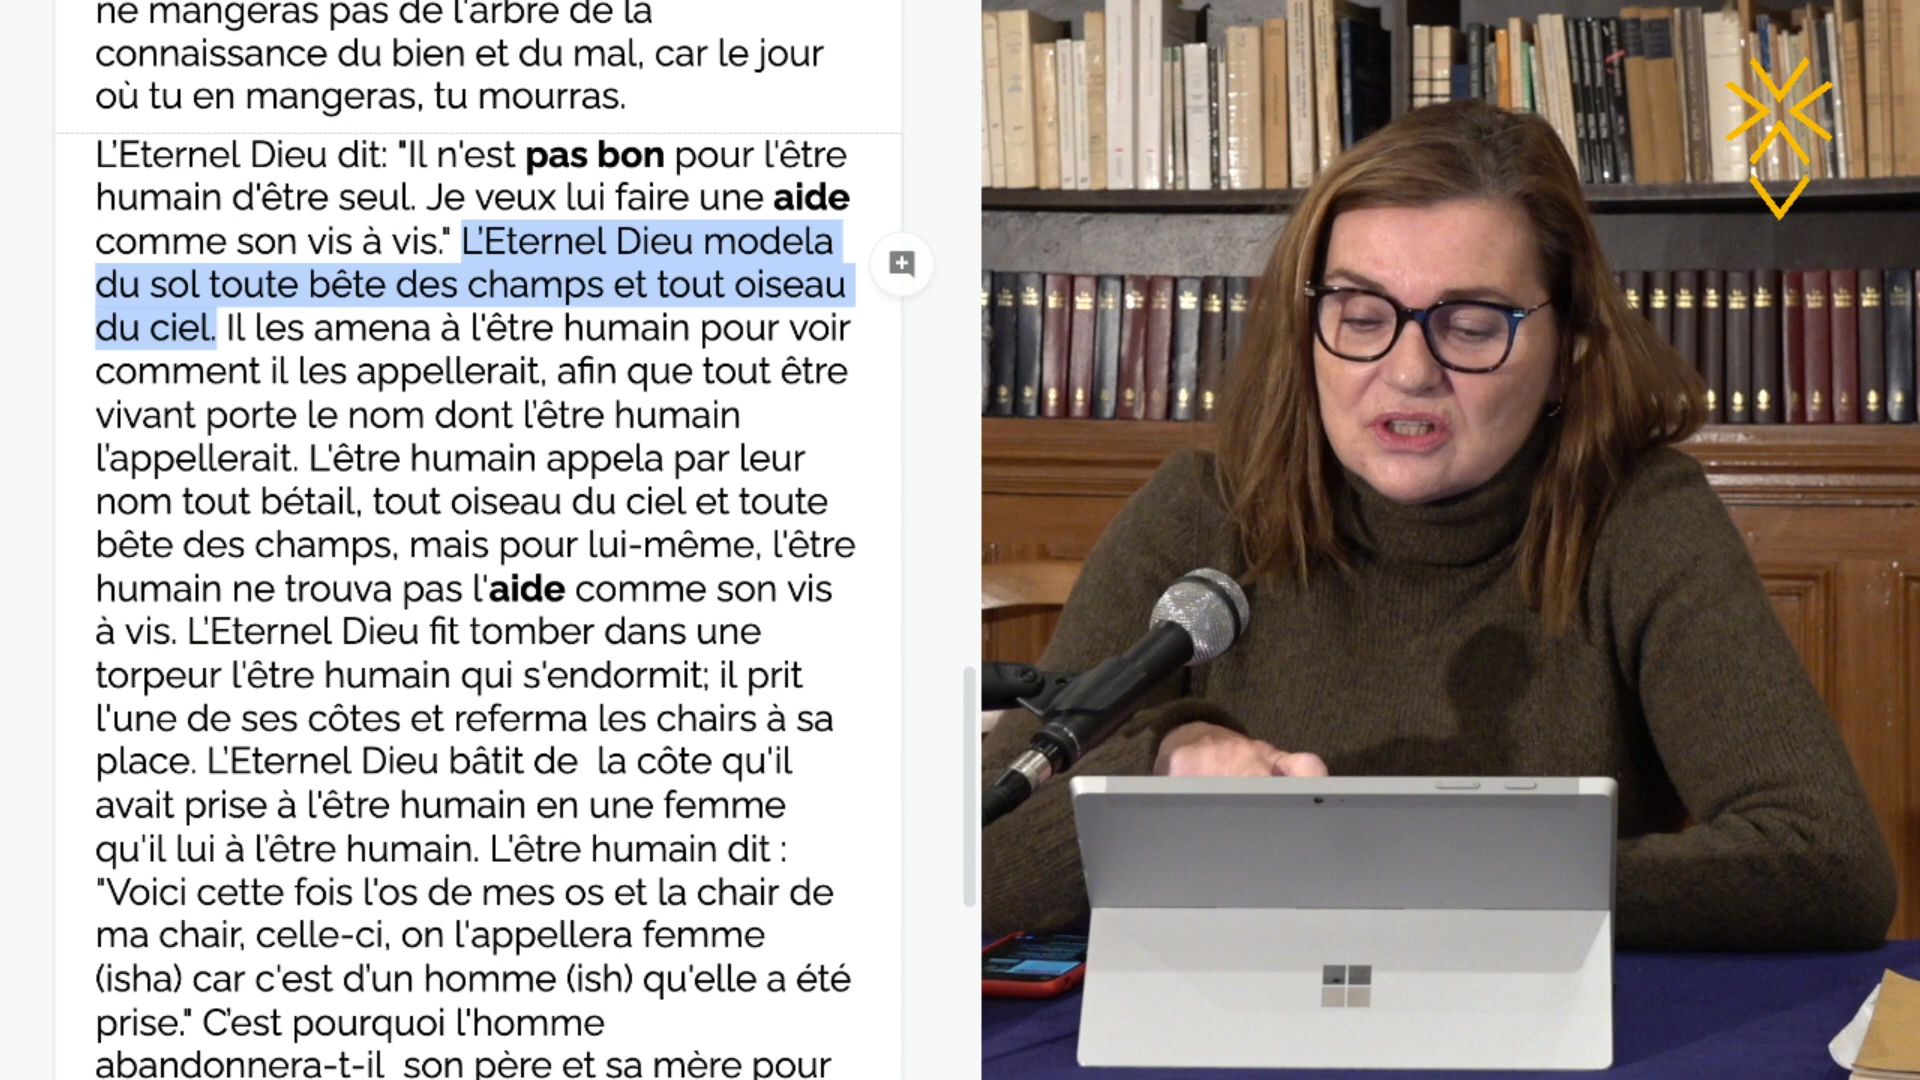 ne mangeras pas de l'arbre de la
connaissance du bien et du mal, car le jour
où tu en mangeras, tu mourras.
L'Eternel Dieu dit: "Il n'est pas bon pour l'être
humain d'être seul. Je veux lui faire une aide
comme son vis à vis." L'Eternel Dieu modela
du sol toute bête des champs et tout oiseau
du ciel. Il les amena à l'être humain pour voir
comment il les appellerait, afin que tout être
vivant porte le nom dont l'être humain
l'appellerait. L'être humain appela par leur
nom tout bétail, tout oiseau du ciel et toute
bête des champs, mais pour lui-même, l'être
humain ne trouva pas l'aide comme son vis
à vis. L'Eternel Dieu fit tomber dans une
torpeur l'être humain qui s'endormit; il prit
l'une de ses côtes et referma les chairs à sa
place. L'Eternel Dieu bâtit de  la côte qu'il
avait prise à l'être humain en une femme
qu'il lui à l'être humain. L'être humain dit :
"Voici cette fois l'os de mes os et la chair de
ma chair, celle-ci, on l'appellera femme
(isha) car c'est d'un homme (ish) qu'elle a été
prise." C'est pourquoi l'homme
abandonnera-t-il  son père et sa mère pour